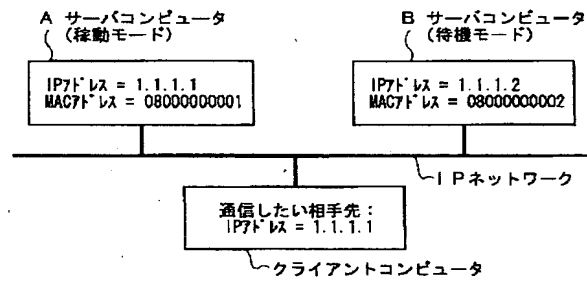 A サーバコンピュータ
(稼動モード)
B サーバコンピュータ
(待機モード)
IPアドレス = 1.1.1.1
MACアドレス = 08000000001
IPアドレス = 1.1.1.2
MACアドレス = 08000000002
IPネットワーク
通信したい相手先:
IPアドレス = 1.1.1.1
クライアントコンピュータ